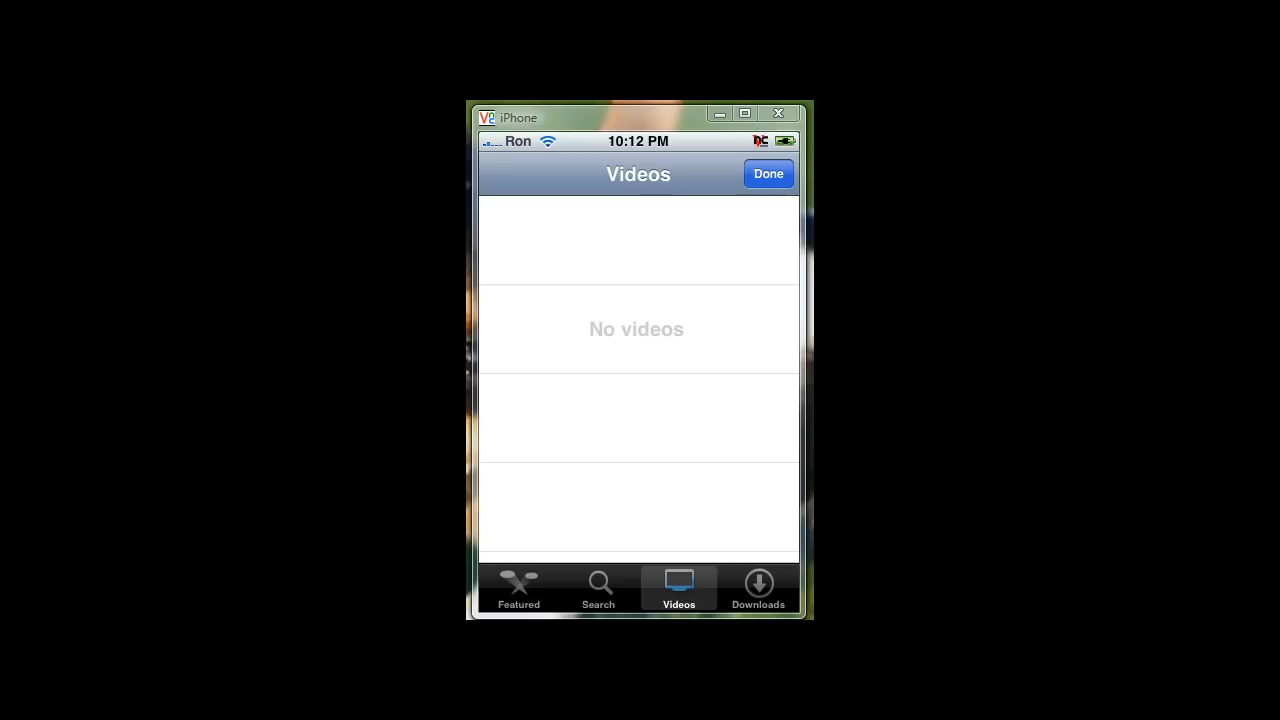 iPhone
Ron 10:12 PM
Videos Done
No videos
Featured Search Videos Downloads